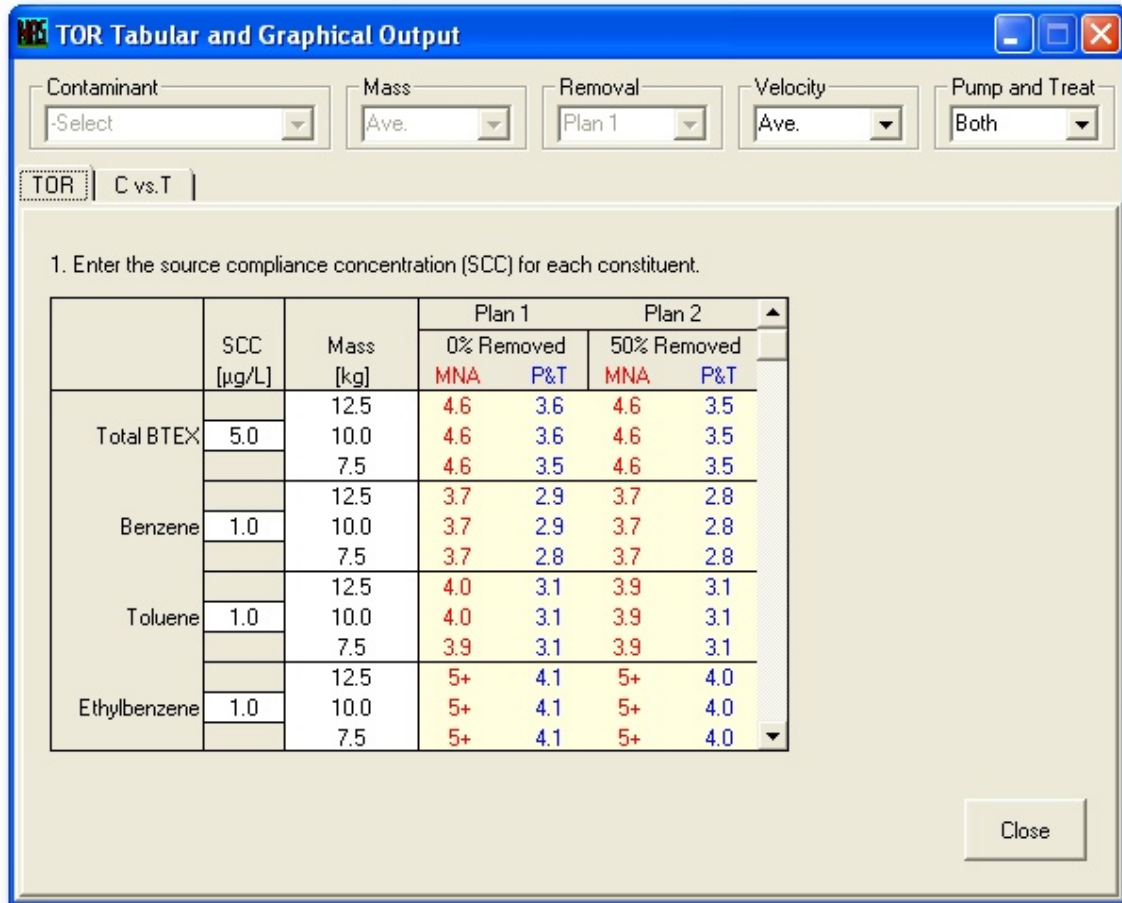 NAS TOR Tabular and Graphical Output
Contaminant Mass Removal Velocity Pump and Treat
-Select Ave. Plan 1 Ave. Both
TOR C vs.T
1. Enter the source compliance concentration (SCC) for each constituent.
Plan 1 Plan 2
SCC Mass 0% Removed 50% Removed
[µg/L] [kg] MNA P&T MNA P&T
12.5 4.6 3.6 4.6 3.5
Total BTEX 5.0 10.0 4.6 3.6 4.6 3.5
7.5 4.6 3.5 4.6 3.5
12.5 3.7 2.9 3.7 2.8
Benzene 1.0 10.0 3.7 2.9 3.7 2.8
7.5 3.7 2.8 3.7 2.8
12.5 4.0 3.1 3.9 3.1
Toluene 1.0 10.0 4.0 3.1 3.9 3.1
7.5 3.9 3.1 3.9 3.1
12.5 5+ 4.1 5+ 4.0
Ethylbenzene 1.0 10.0 5+ 4.1 5+ 4.0
7.5 5+ 4.1 5+ 4.0
Close